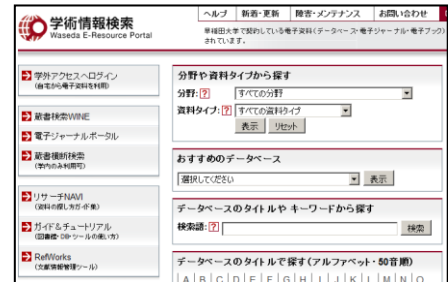 学術情報検索
Waseda E-Resource Portal
ヘルプ 新着・更新 障害・メンテナンス お問い合わせ
早稲田大学で契約している電子資料(データベース・電子ジャーナル・電子ブック)
されています。
学外アクセスへログイン
(自宅から電子資料を利用)
蔵書検索WINE
電子ジャーナルポータル
蔵書横断検索
(学内のみ利用可)
リサーチNAVI
(資料の探し方ガイド集)
ガイド&チュートリアル
RefWorks
(文献情報管理ツール)
分野や資料タイプから探す
分野: ? すべての分野
資料タイプ: ? すべての資料タイプ
表示 リセット
おすすめのデータベース
選択してください 表示
データベースのタイトルや キーワードから探す
検索語: ? 検索
データベースのタイトルで探す(アルファベット・50音順)
A B C D E F G H I J K L M N O